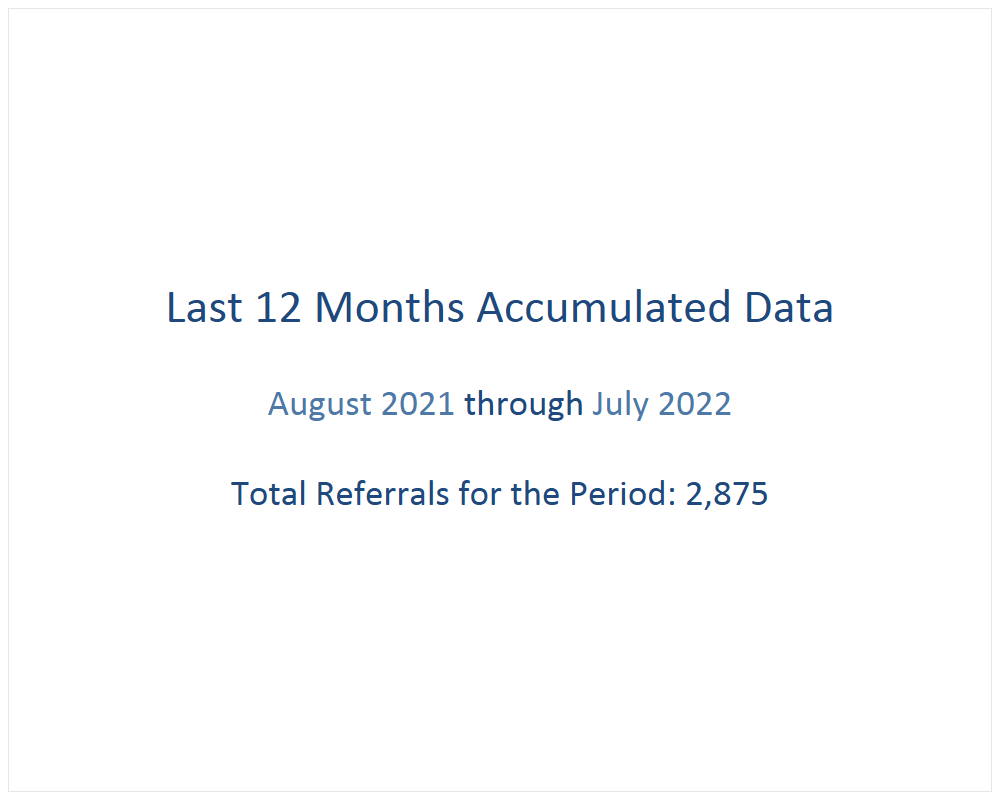 Last 12 Months Accumulated Data
August 2021 through July 2022
Total Referrals for the Period: 2,875